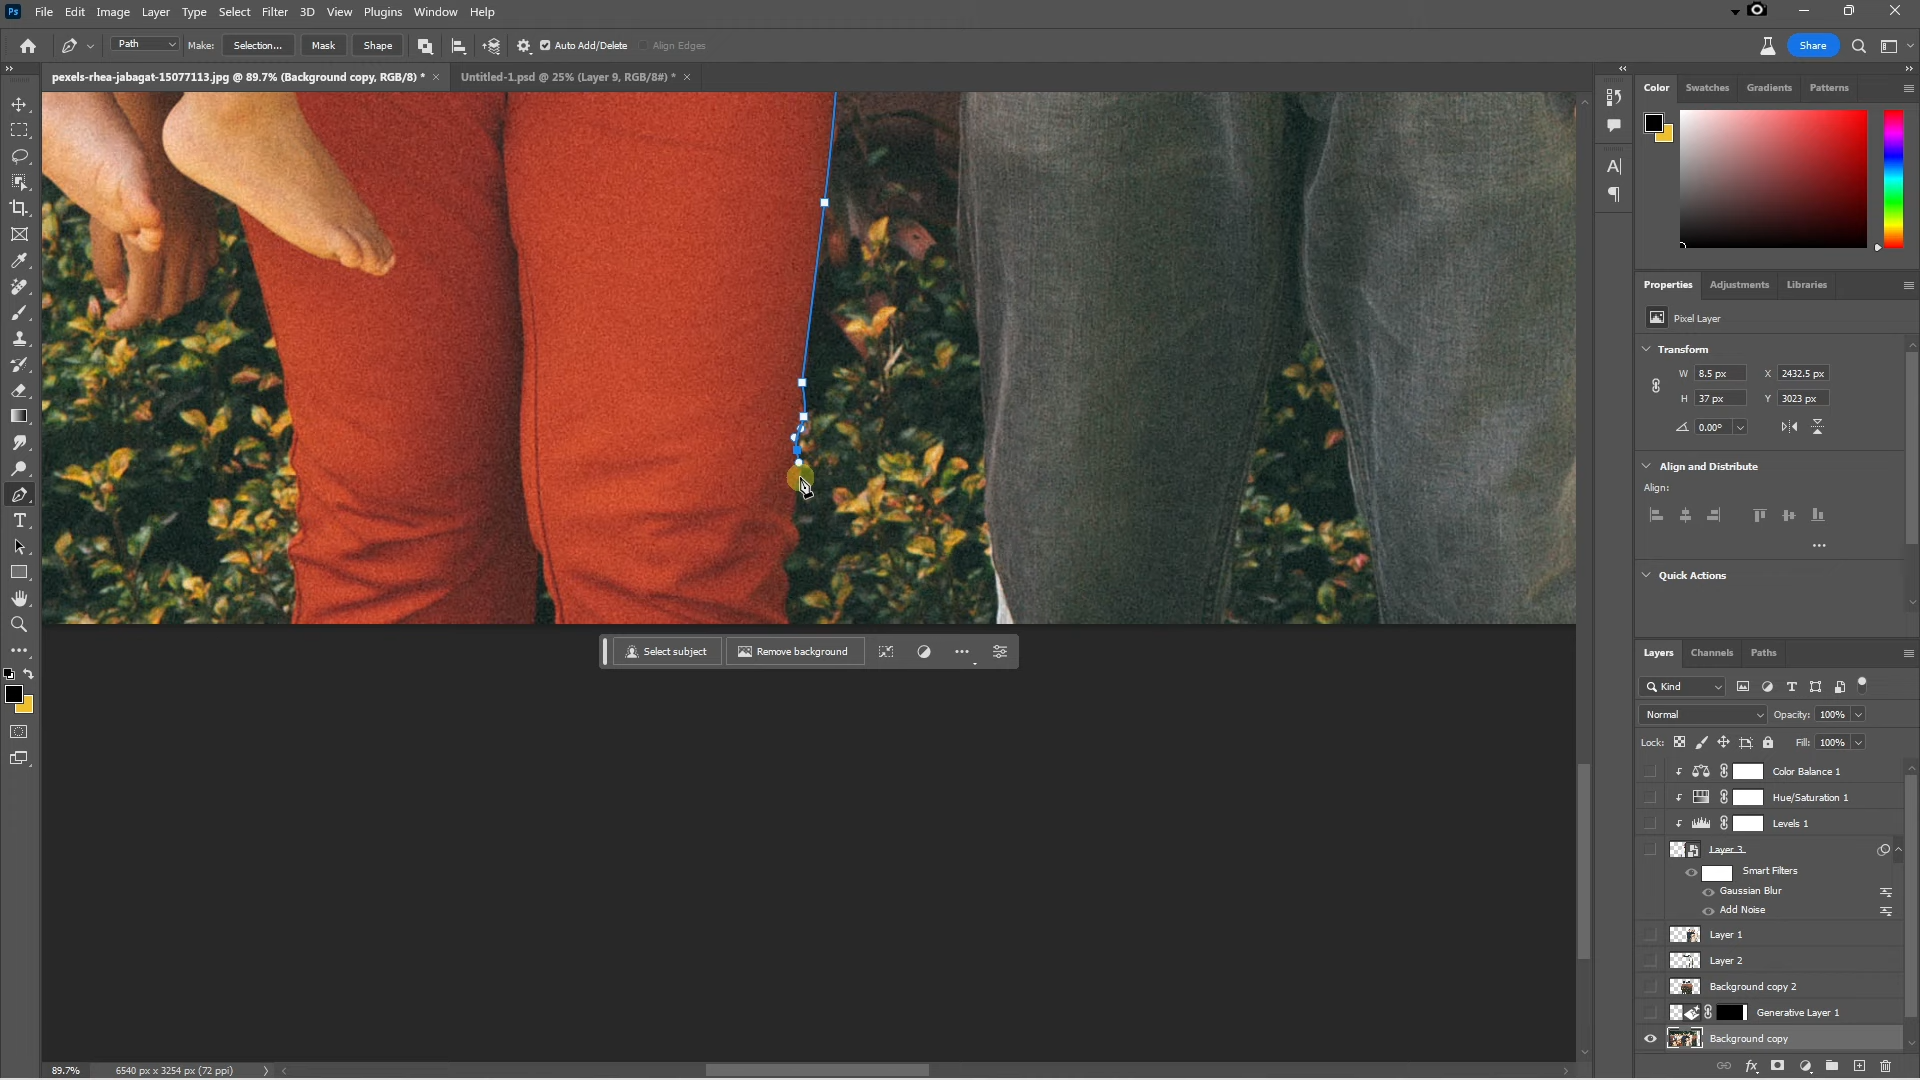 Ps File Edit Image Layer Type Select Filter 3D View Plugins Window Help
Path Make: Selection... Mask Shape Auto Add/Delete Align Edges Share
pexels-rhea-jabagat-15077113.jpg @ 89.7% (Background copy, RGB/8) * × Untitled-1.psd @ 25% (Layer 9, RGB/8#) * ×
Color Swatches Gradients Patterns
Properties Adjustments Libraries
Pixel Layer
Transform
W 8.5 px X 2432.5 px
H 37 px Y 3023 px
0.00°
Align and Distribute
Align:
Quick Actions
Select subject Remove background
Layers Channels Paths
Kind
Normal Opacity: 100%
Lock: Fill: 100%
Color Balance 1
Hue/Saturation 1
Levels 1
Layer 3
Smart Filters
Gaussian Blur
Add Noise
Layer 1
Layer 2
Background copy 2
Generative Layer 1
Background copy
89.7% 6540 px x 3254 px (72 ppi)